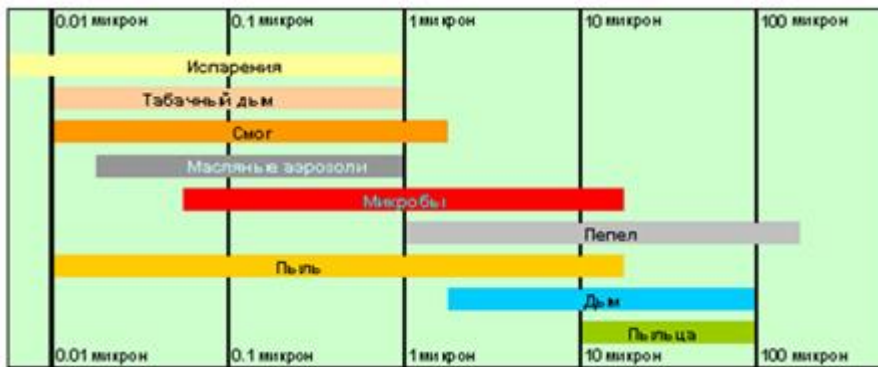 0.01 микрон 0.1 микрон 1 микрон 10 микрон 100 микрон
Испарения
Табачный дым
Смог
Масляные аэрозоли
Микробы
Пепел
Пыль
Дым
Пыльца
0.01 микрон 0.1 микрон 1 микрон 10 микрон 100 микрон